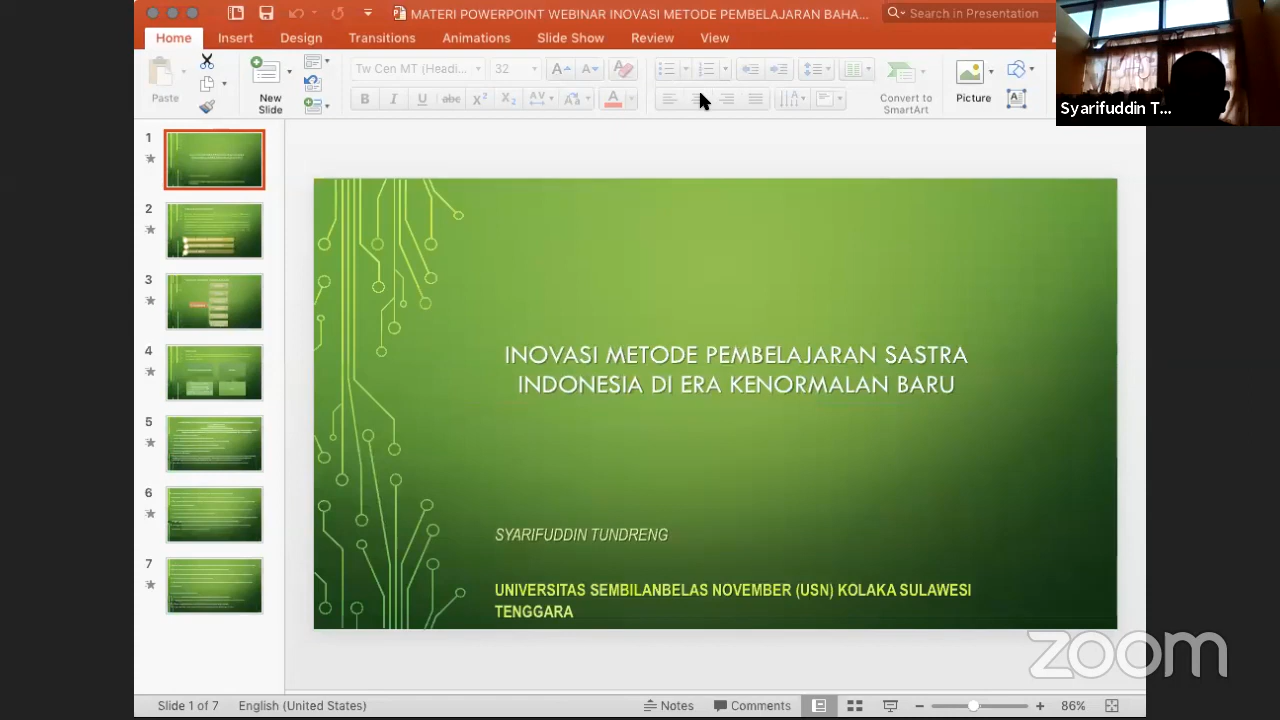 MATERI POWERPOINT WEBINAR INOVASI METODE PEMBELAJARAN BAHA...
Search in Presentation
Home Insert Design Transitions Animations Slide Show Review View
Paste
New Slide
Tw Cen MT (Headi... 32
Convert to SmartArt
Picture
Syarifuddin T...
1
2
3
4
5
6
7
INOVASI METODE PEMBELAJARAN SASTRA
INDONESIA DI ERA KENORMALAN BARU
SYARIFUDDIN TUNDRENG
UNIVERSITAS SEMBILANBELAS NOVEMBER (USN) KOLAKA SULAWESI
TENGGARA
zoom
Slide 1 of 7 English (United States) Notes Comments 86%